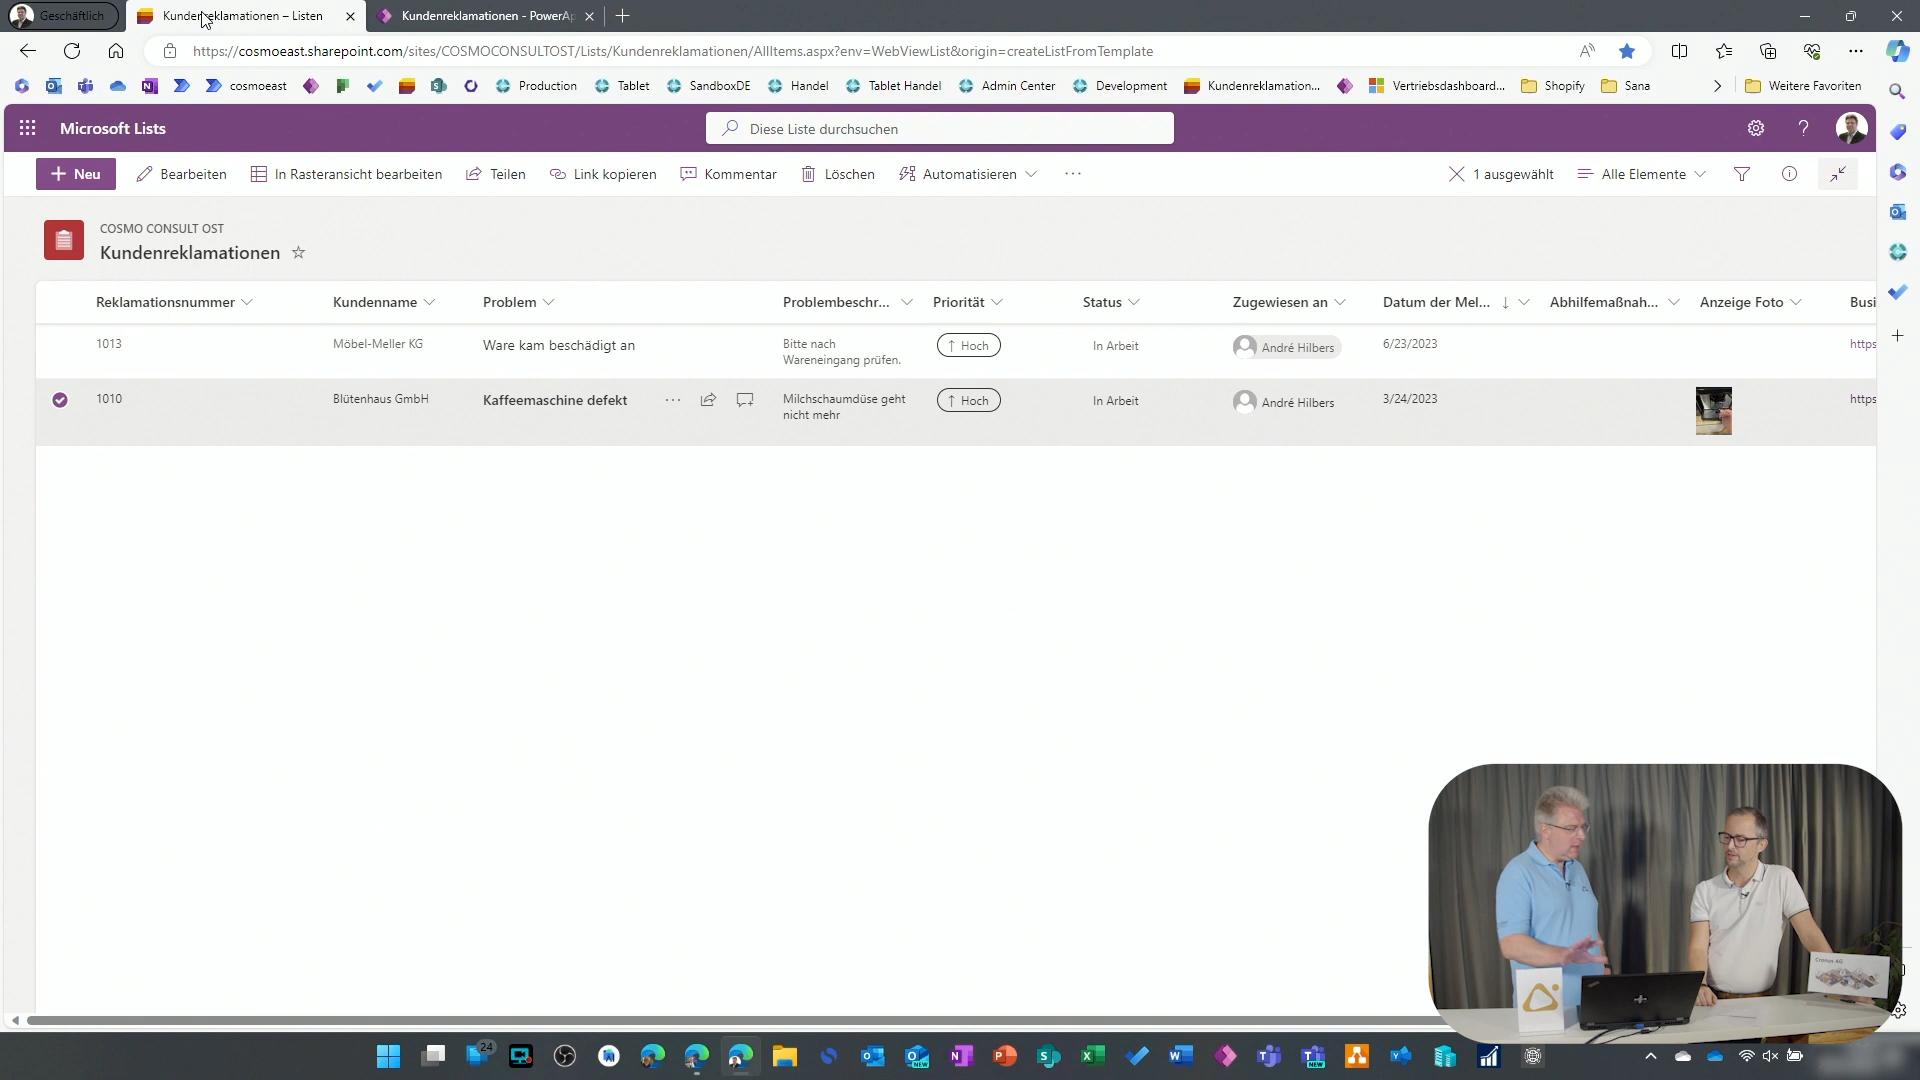 Geschäftlich
Kundenreklamationen – Listen
Kundenreklamationen - PowerAp
https://cosmoeast.sharepoint.com/sites/COSMOCONSULTOST/Lists/Kundenreklamationen/AllItems.aspx?env=WebViewList&origin=createListFromTemplate
cosmoeast
Production
Tablet
SandboxDE
Handel
Tablet Handel
Admin Center
Development
Kundenreklamation...
Vertriebsdashboard...
Shopify
Sana
Weitere Favoriten
Microsoft Lists
Diese Liste durchsuchen
Neu
Bearbeiten
In Rasteransicht bearbeiten
Teilen
Link kopieren
Kommentar
Löschen
Automatisieren
1 ausgewählt
Alle Elemente
COSMO CONSULT OST
Kundenreklamationen
Reklamationsnummer
Kundenname
Problem
Problembeschr...
Priorität
Status
Zugewiesen an
Datum der Mel...
Abhilfemaßnah...
Anzeige Foto
Busi
1013
Möbel-Meller KG
Ware kam beschädigt an
Bitte nach
Wareneingang prüfen.
Hoch
In Arbeit
André Hilbers
6/23/2023
https
1010
Blütenhaus GmbH
Kaffeemaschine defekt
Milchschaumdüse geht
nicht mehr
Hoch
In Arbeit
André Hilbers
3/24/2023
https
Cronus AG
24
NEW
NEW